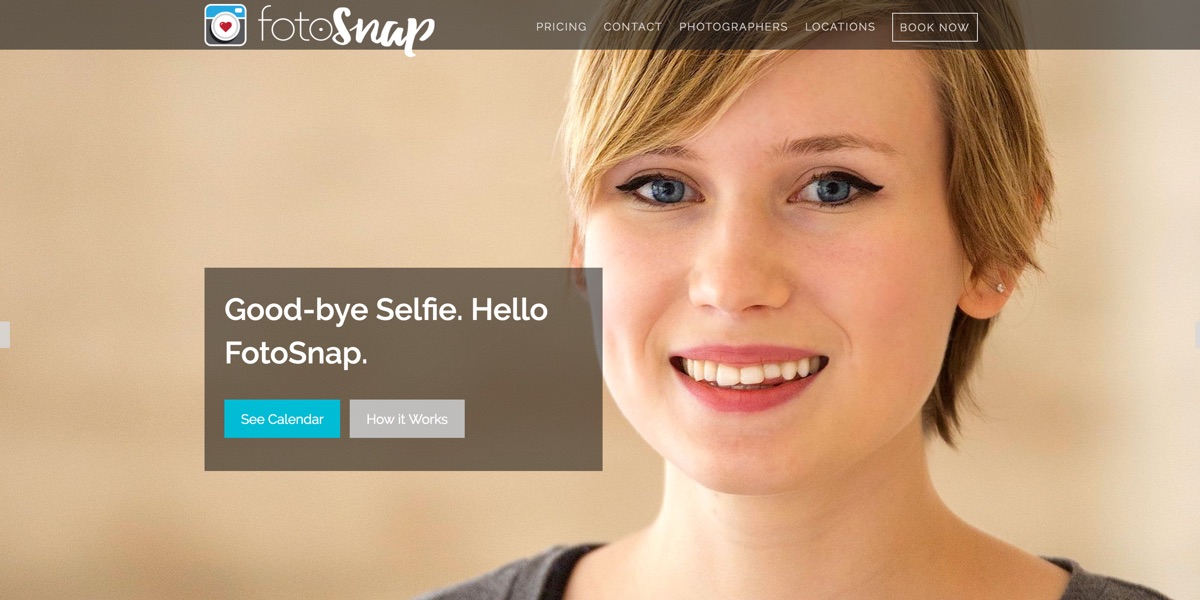 fotoSnap
PRICING CONTACT PHOTOGRAPHERS LOCATIONS BOOK NOW
Good-bye Selfie. Hello
FotoSnap.
See Calendar How it Works